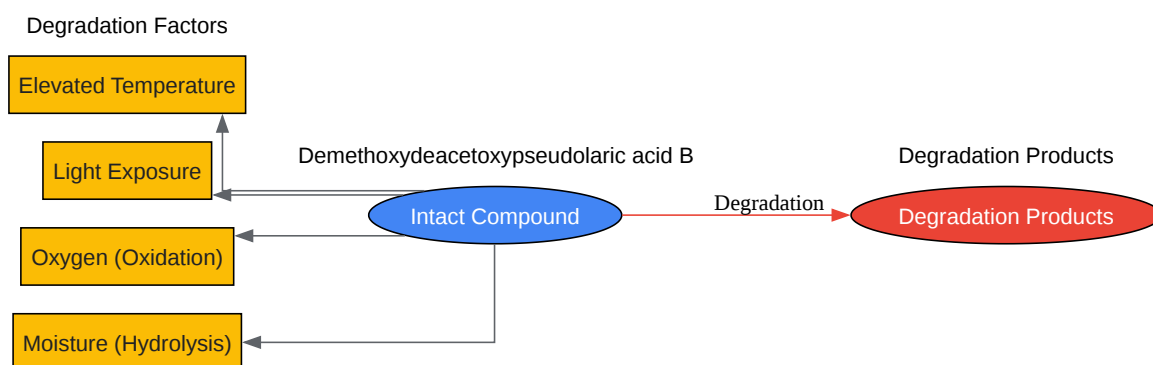 Degradation Factors
Elevated Temperature
Light Exposure
Oxygen (Oxidation)
Moisture (Hydrolysis)
Demethoxydeacetoxypseudolaric acid B
Intact Compound
Degradation
Degradation Products
Degradation Products